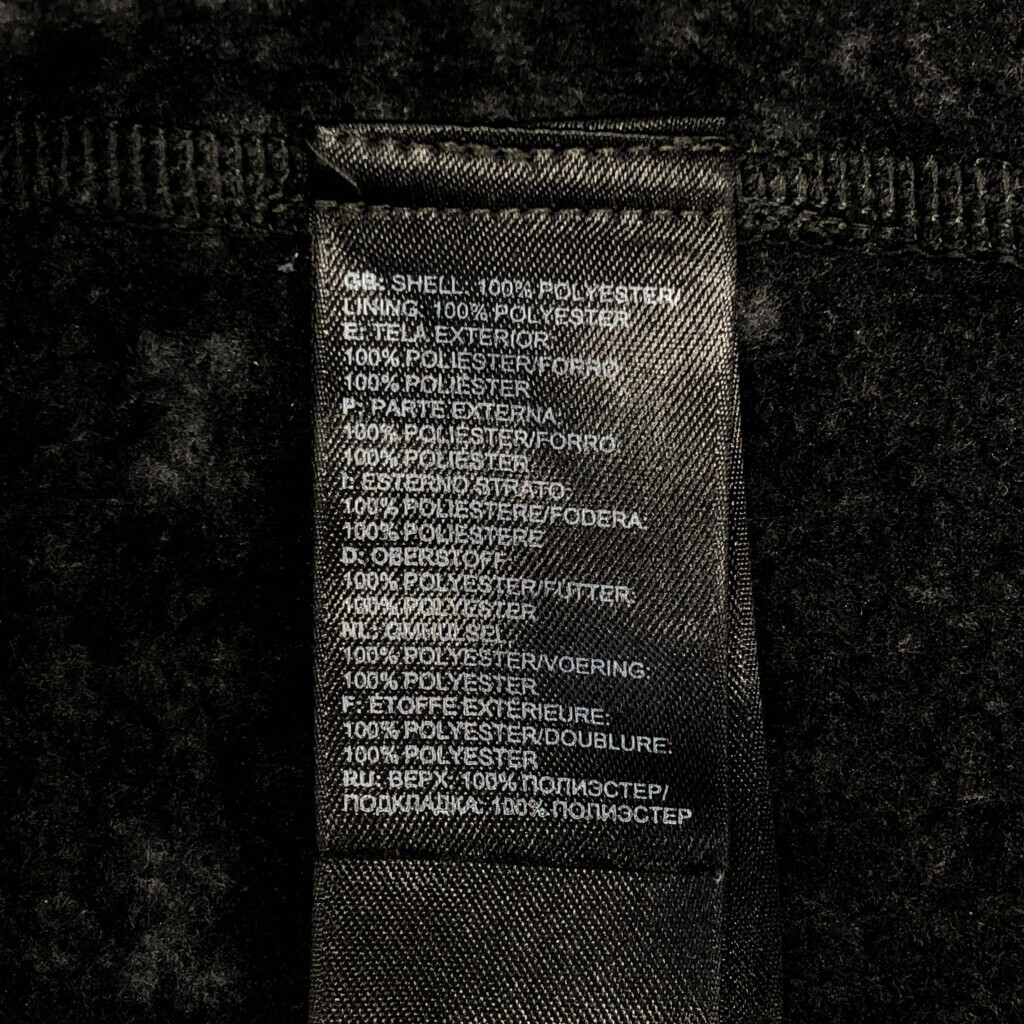 GB: SHELL: 100% POLYESTER/
LINING: 100% POLYESTER
E: TELA EXTERIOR:
100% POLIESTER/FORRO:
100% POLIESTER
P: PARTE EXTERNA:
100% POLIESTER/FORRO:
100% POLIESTER
I: ESTERNO STRATO:
100% POLIESTERE/FODERA:
100% POLIESTERE
D: OBERSTOFF:
100% POLYESTER/FUTTER:
100% POLYESTER
NL: OMHULSEL:
100% POLYESTER/VOERING:
100% POLYESTER
F: ÉTOFFE EXTÉRIEURE:
100% POLYESTER/DOUBLURE:
100% POLYESTER
RU: ВЕРХ: 100% ПОЛИЭСТЕР/
ПОДКЛАДКА: 100% ПОЛИЭСТЕР